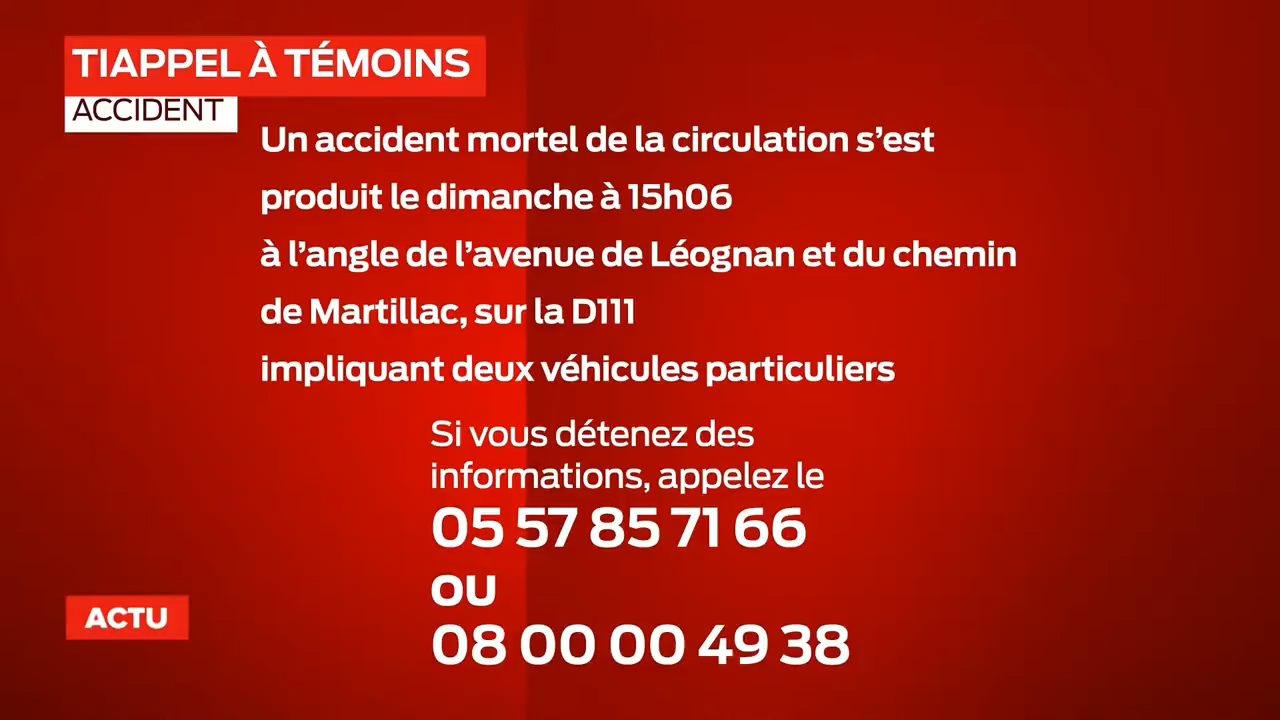 TIAPPEL À TÉMOINS
ACCIDENT
Un accident mortel de la circulation s’est
produit le dimanche à 15h06
à l’angle de l’avenue de Léognan et du chemin
de Martillac, sur la D111
impliquant deux véhicules particuliers
Si vous détenez des
informations, appelez le
05 57 85 71 66
ou
08 00 00 49 38
ACTU